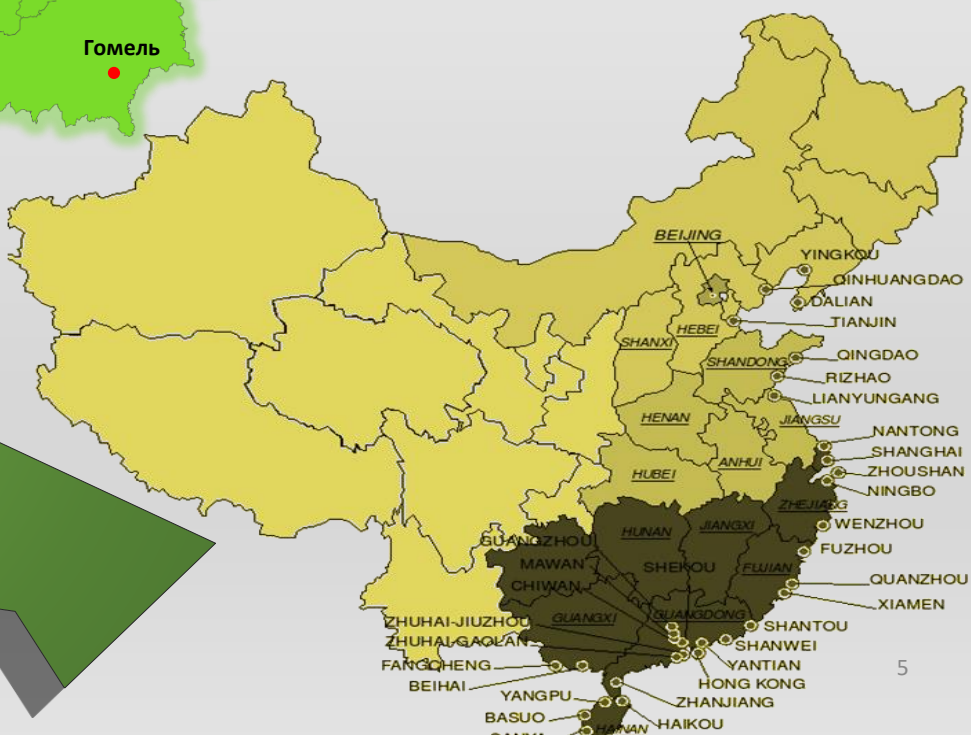 Гомель
BEIJING
YINGKOU
QINHUANGDAO
DALIAN
TIANJIN
HEBEI
SHANXI
SHANDONG
QINGDAO
RIZHAO
LIANYUNGANG
HENAN
JIANGSU
NANTONG
SHANGHAI
ANHUI
HUBEI
ZHOUSHAN
NINGBO
ZHEJIANG
WENZHOU
HUNAN
JIANGXI
GUANGZHOU
FUZHOU
MAWAN
SHEKOU
FUJIAN
CHIWAN
QUANZHOU
XIAMEN
GUANGXI
GUANGDONG
ZHUHAI-JIUZHOU
SHANTOU
ZHUHAI-GAOLAN
SHANWEI
FANGCHENG
YANTIAN
5
BEIHAI
HONG KONG
YANGPU
ZHANJIANG
BASUO
HAIKOU
HAINAN